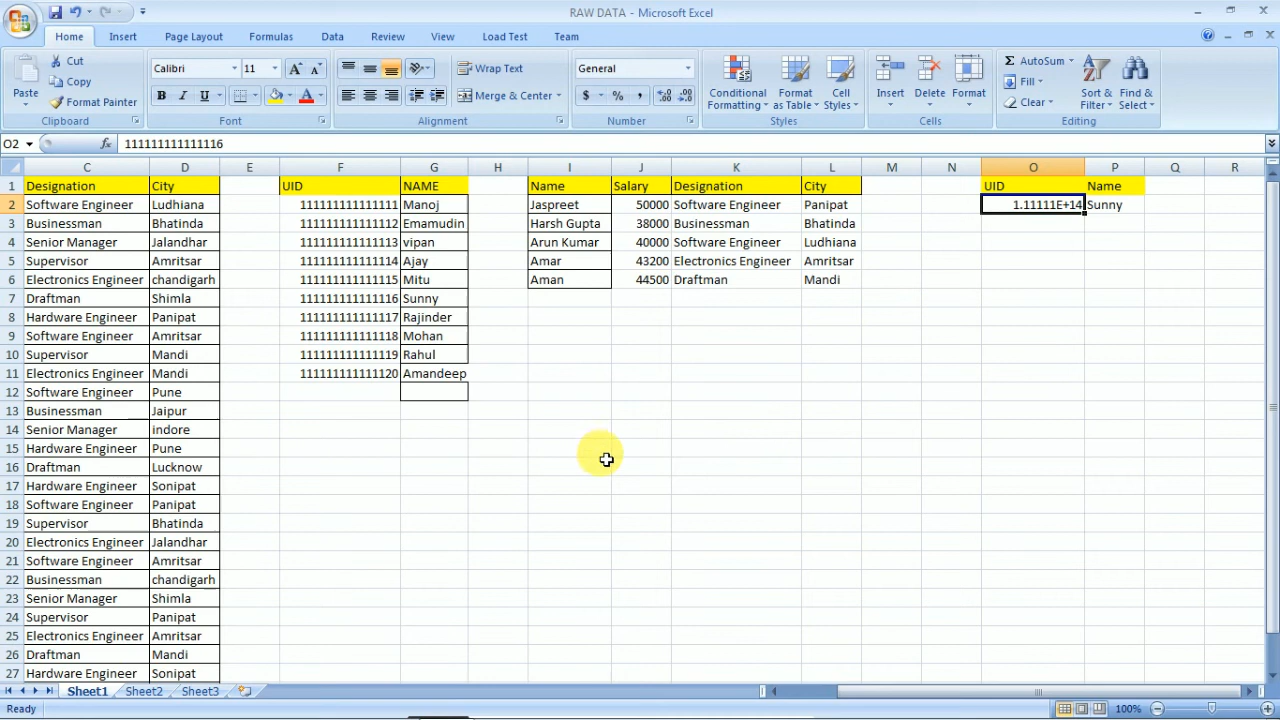 RAW DATA - Microsoft Excel
Home Insert Page Layout Formulas Data Review View Load Test Team
Paste Cut Copy Format Painter Clipboard
Calibri 11 B I U A Font
Wrap Text Merge & Center Alignment
General $ % , Number
Conditional Formatting Format as Table Cell Styles Styles
Insert Delete Format Cells
Σ AutoSum Fill Clear Sort & Filter Find & Select Editing
O2 fx 111111111111116
C D E F G H I J K L M N O P Q R
1 Designation City UID NAME Name Salary Designation City UID Name
2 Software Engineer Ludhiana 111111111111111 Manoj Jaspreet 50000 Software Engineer Panipat 1.11111E+14 Sunny
3 Businessman Bhatinda 111111111111112 Emamudin Harsh Gupta 38000 Businessman Bhatinda
4 Senior Manager Jalandhar 111111111111113 vipan Arun Kumar 40000 Software Engineer Ludhiana
5 Supervisor Amritsar 111111111111114 Ajay Amar 43200 Electronics Engineer Amritsar
6 Electronics Engineer chandigarh 111111111111115 Mitu Aman 44500 Draftman Mandi
7 Draftman Shimla 111111111111116 Sunny
8 Hardware Engineer Panipat 111111111111117 Rajinder
9 Software Engineer Amritsar 111111111111118 Mohan
10 Supervisor Mandi 111111111111119 Rahul
11 Electronics Engineer Mandi 111111111111120 Amandeep
12 Software Engineer Pune
13 Businessman Jaipur
14 Senior Manager indore
15 Hardware Engineer Pune
16 Draftman Lucknow
17 Hardware Engineer Sonipat
18 Software Engineer Panipat
19 Supervisor Bhatinda
20 Electronics Engineer Jalandhar
21 Software Engineer Amritsar
22 Businessman chandigarh
23 Senior Manager Shimla
24 Supervisor Panipat
25 Electronics Engineer Amritsar
26 Draftman Mandi
27 Hardware Engineer Sonipat
Sheet1 Sheet2 Sheet3
Ready 100%